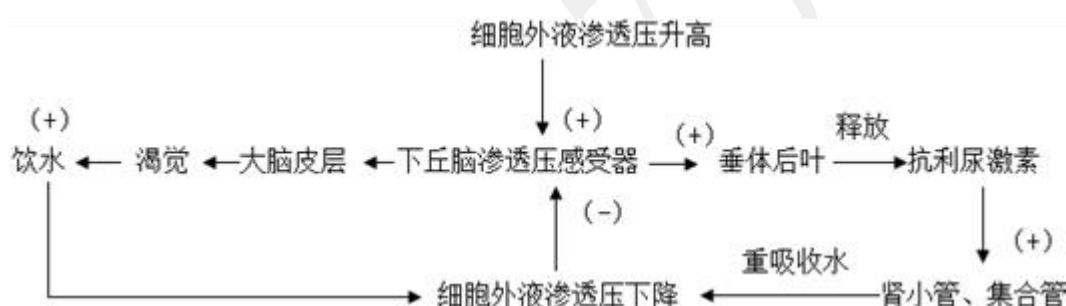 细胞外液渗透压升高
(+) (+) (+) 释放
饮水 渴觉 大脑皮层 下丘脑渗透压感受器 垂体后叶 抗利尿激素
(-) (+)
重吸收水
细胞外液渗透压下降 肾小管、集合管